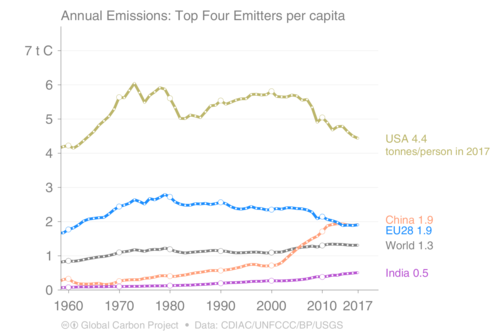 Annual Emissions: Top Four Emitters per capita
7 t C
6
5
4
3
2
1
0
1960 1970 1980 1990 2000 2010 2017
USA 4.4
tonnes/person in 2017
China 1.9
EU28 1.9
World 1.3
India 0.5
Global Carbon Project • Data: CDIAC/UNFCCC/BP/USGS